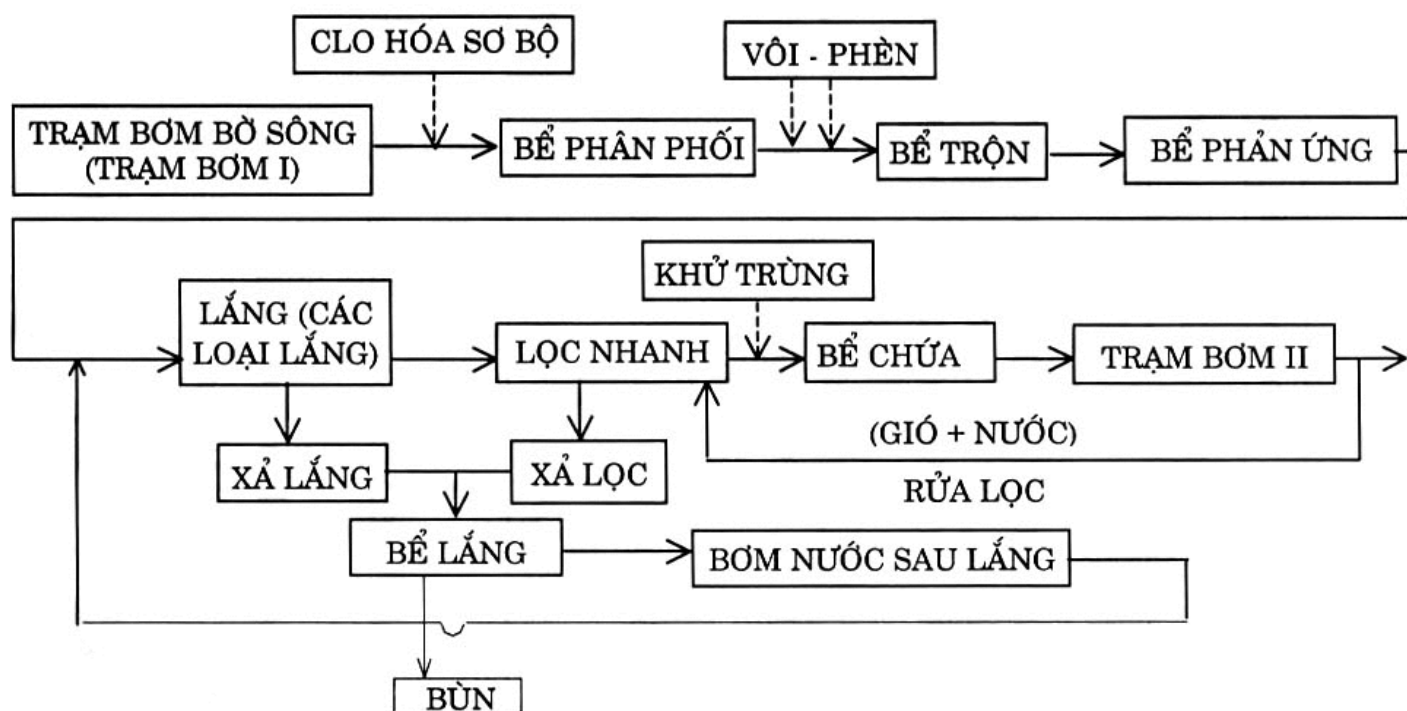 CLO HÓA SƠ BỘ
VÔI - PHÈN
TRẠM BƠM BỜ SÔNG
(TRẠM BƠM I)
BỂ PHÂN PHỐI
BỂ TRỘN
BỂ PHẢN ỨNG
KHỬ TRÙNG
LẮNG (CÁC
LOẠI LẮNG)
LỌC NHANH
BỂ CHỨA
TRẠM BƠM II
(GIÓ + NƯỚC)
RỬA LỌC
XẢ LẮNG
XẢ LỌC
BỂ LẮNG
BƠM NƯỚC SAU LẮNG
BÙN